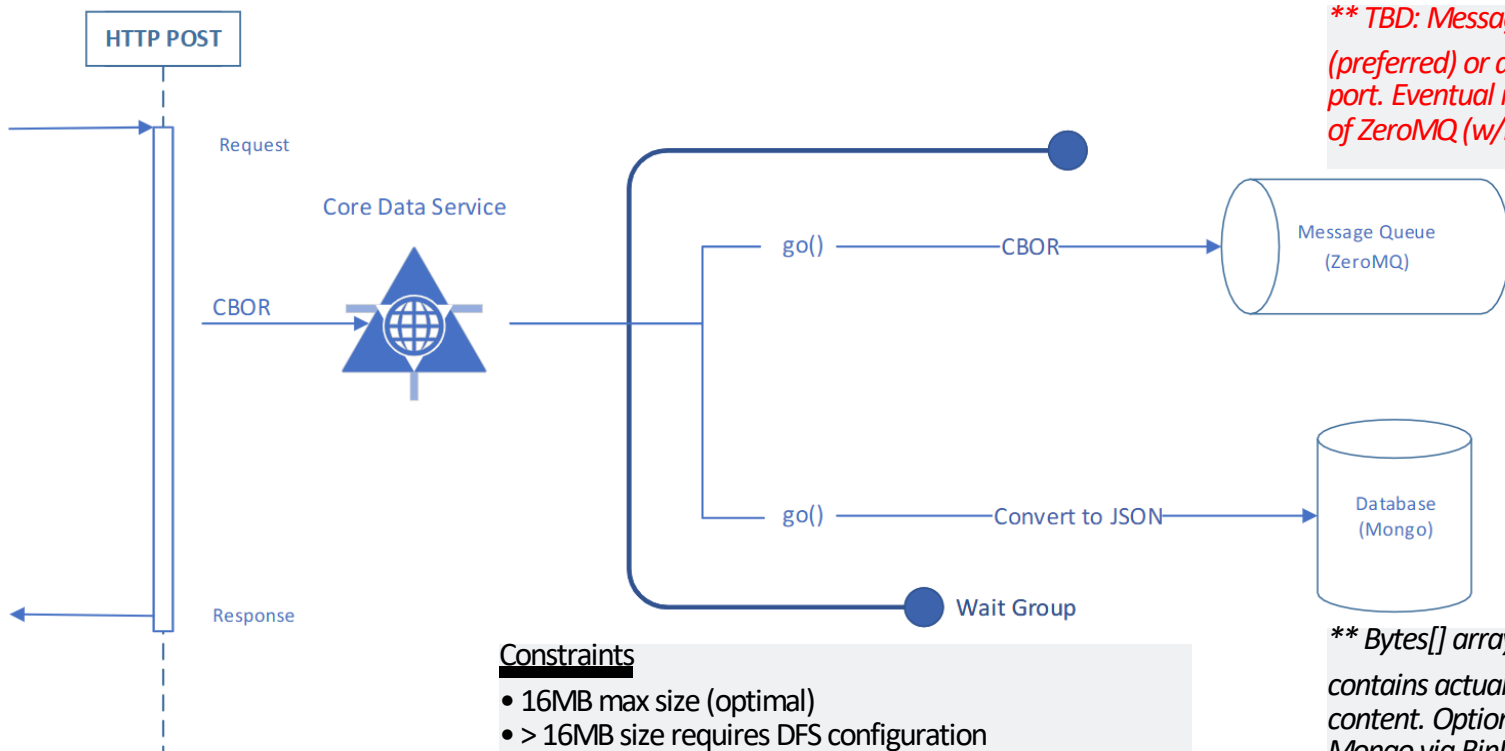 HTTP POST
** TBD: Messag
(preferred) or
port. Eventual
of ZeroMQ (w/
Request
Core Data Service
go()
CBOR
Message Queue
(ZeroMQ)
CBOR
go()
Convert to JSON
Database
(Mongo)
Response
Wait Group
Constraints
• 16MB max size (optimal)
• > 16MB size requires DFS configuration
** Bytes[] array
contains actual
content. Option
Mongo via